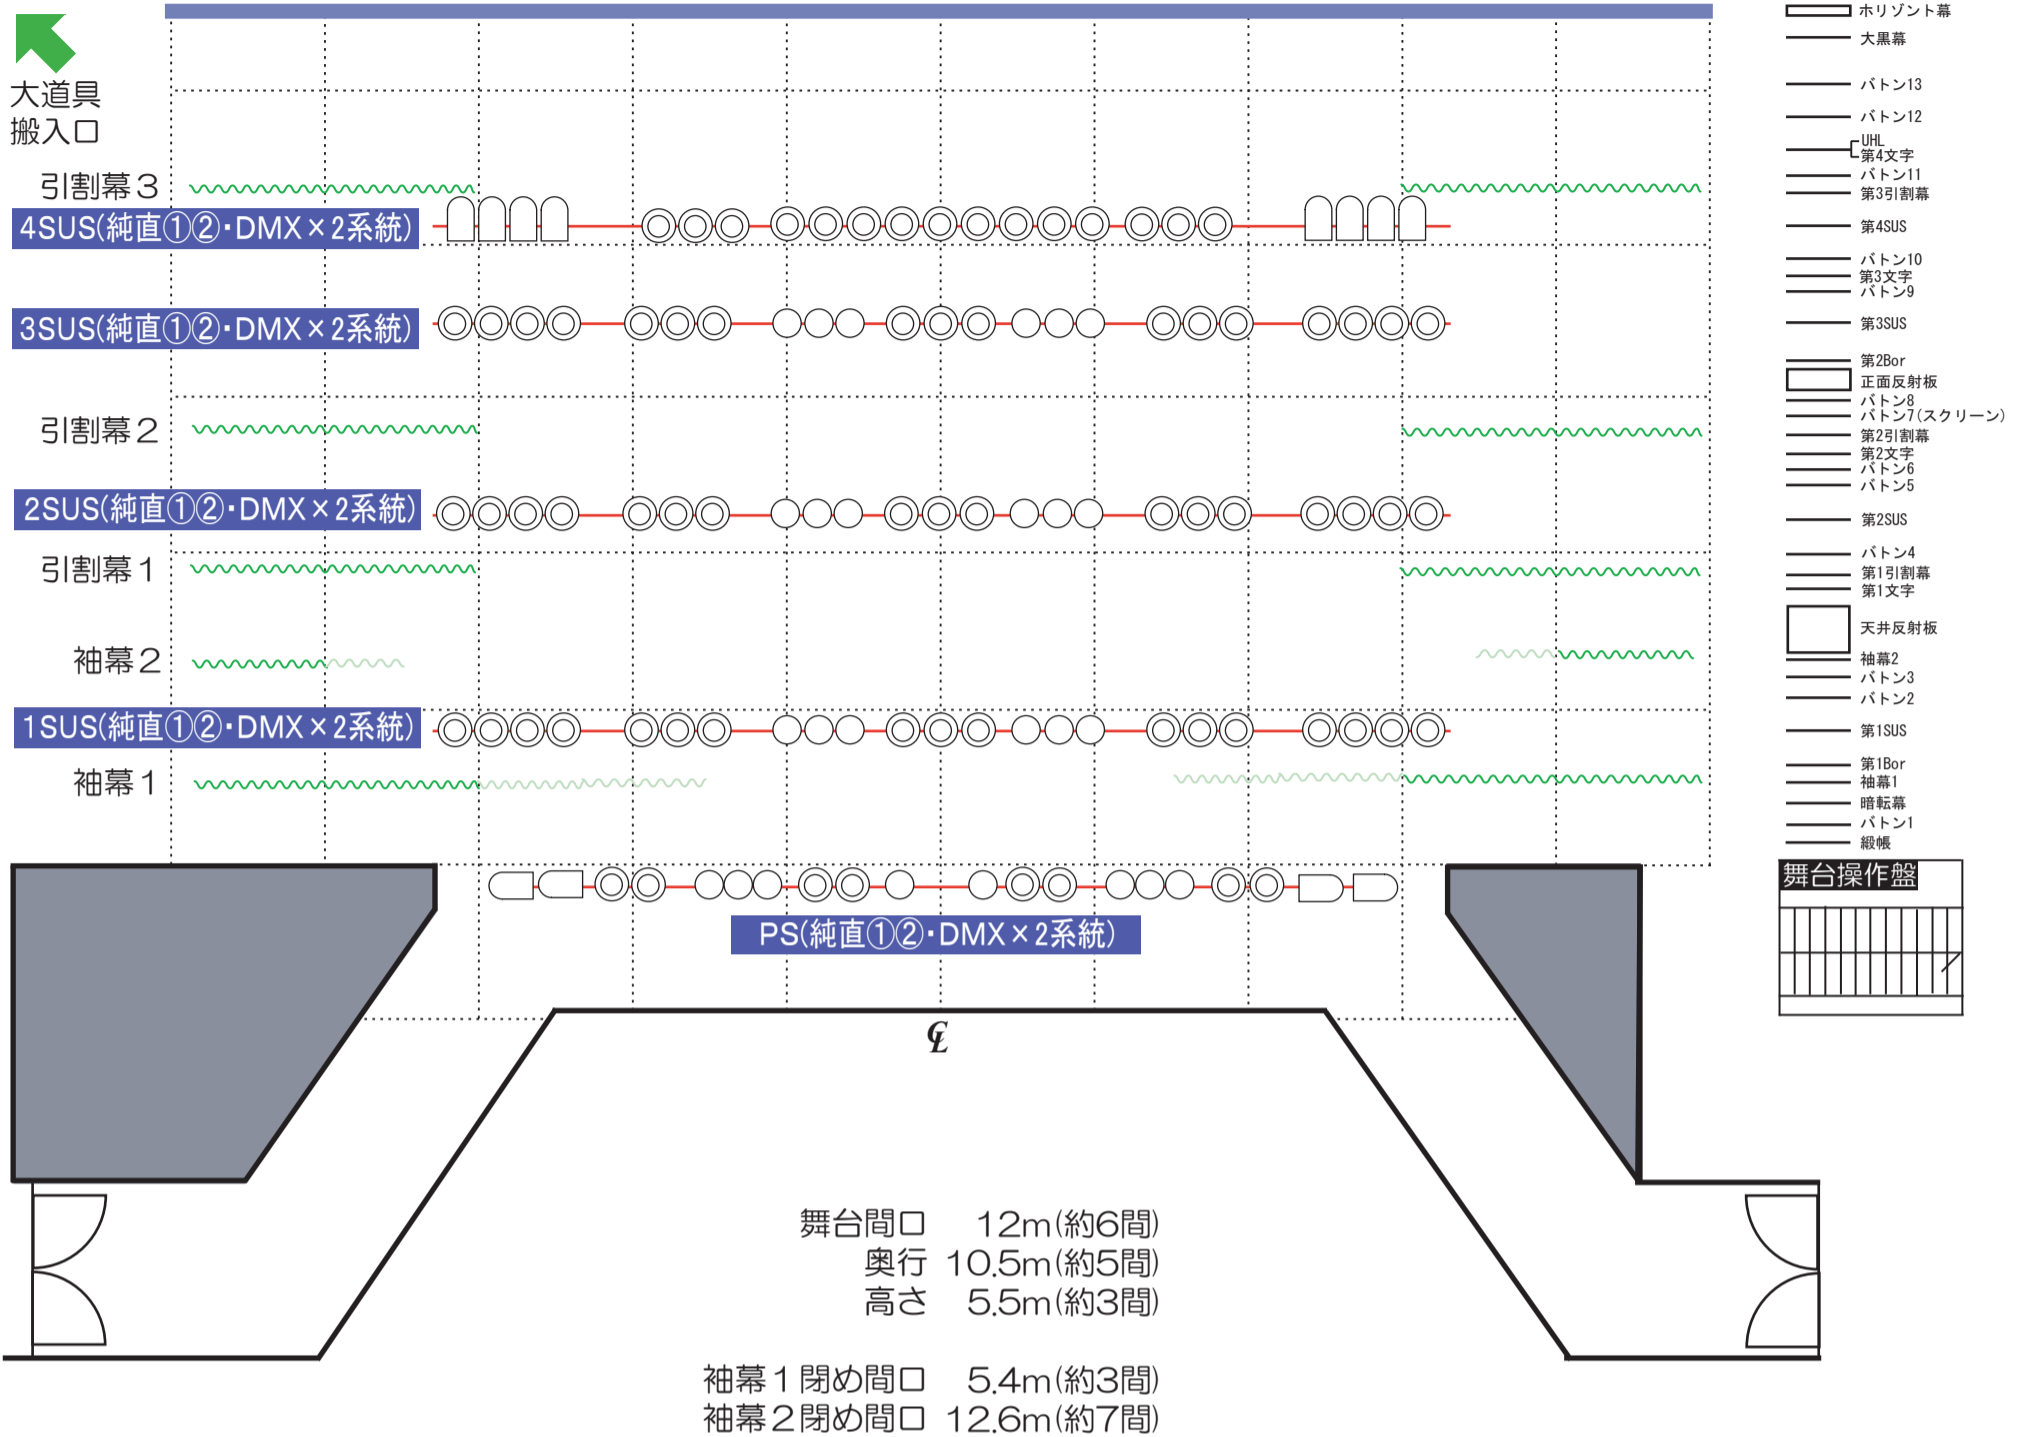 大道具
搬入口
引割幕3
4SUS(純直①②・DMX×2系統)
3SUS(純直①②・DMX×2系統)
引割幕2
2SUS(純直①②・DMX×2系統)
引割幕1
袖幕2
1SUS(純直①②・DMX×2系統)
袖幕1
PS(純直①②・DMX×2系統)
℄
舞台間口 12m(約6間)
奥行 10.5m(約5間)
高さ 5.5m(約3間)
袖幕1閉め間口 5.4m(約3間)
袖幕2閉め間口 12.6m(約7間)
ホリゾント幕
大黒幕
バトン13
バトン12
UHL
第4文字
バトン11
第3引割幕
第4SUS
バトン10
第3文字
バトン9
第3SUS
第2Bor
正面反射板
バトン8
バトン7(スクリーン)
第2引割幕
第2文字
バトン6
バトン5
第2SUS
バトン4
第1引割幕
第1文字
天井反射板
袖幕2
バトン3
バトン2
第1SUS
第1Bor
袖幕1
暗転幕
バトン1
緞帳
舞台操作盤